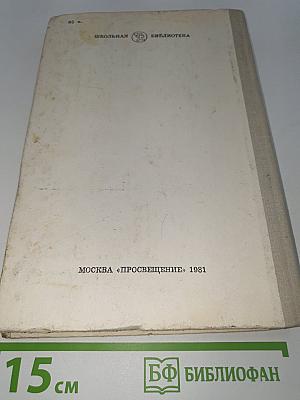 ШКОЛЬНАЯ БИБЛИОТЕКА
МОСКВА «ПРОСВЕЩЕНИЕ» 1981
15 см
БФ БИБЛИОФАН